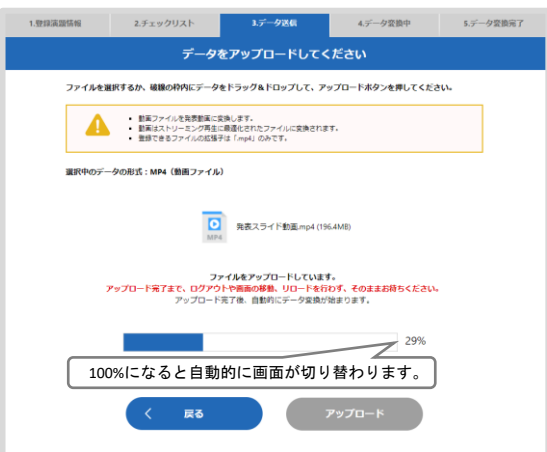 1.登録演題情報
2.チェックリスト
3.データ送信
4.データ変換中
5.データ変換完了
データをアップロードしてください
ファイルを選択するか、破線の枠内にデータをドラッグ&ドロップして、アップロードボタンを押してください。
• 動画ファイルを発表動画に変換します。
• 動画はストリーミング再生に最適化されたファイルに変換されます。
• 登録できるファイルの拡張子は「.mp4」のみです。
選択中のデータの形式：MP4（動画ファイル）
MP4
発表スライド動画.mp4 (196.4MB)
ファイルをアップロードしています。
アップロード完了まで、ログアウトや画面の移動、リロードを行わず、そのままお待ちください。
アップロード完了後、自動的にデータ変換が始まります。
29%
100%になると自動的に画面が切り替わります。
戻る
アップロード